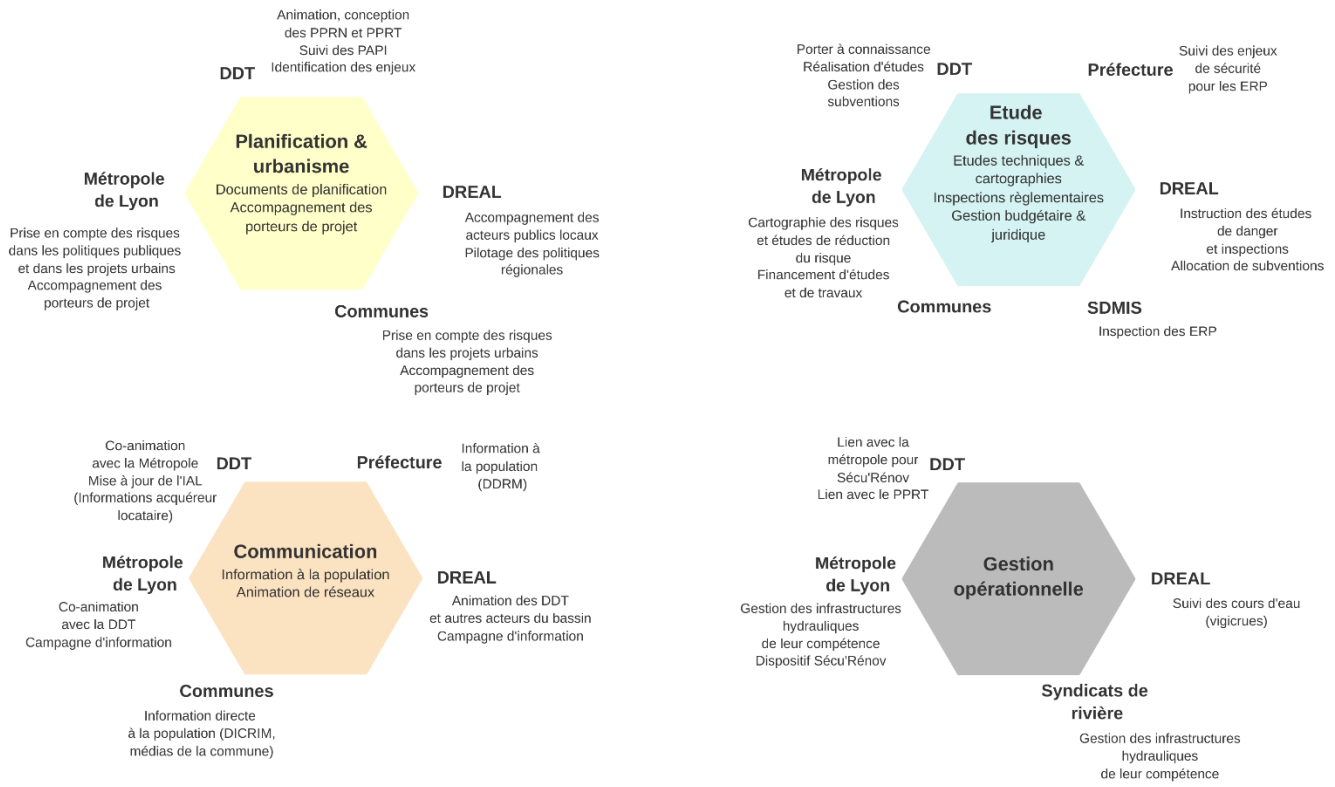 Animation, conception
des PPRN et PPRT
Suivi des PAPI
Identification des enjeux
DDT
Planification &
urbanisme
Documents de planification
Accompagnement des
porteurs de projet
Métropole
de Lyon
Prise en compte des risques
dans les politiques publiques
et dans les projets urbains
Accompagnement des
porteurs de projet
DREAL
Accompagnement des
acteurs publics locaux
Pilotage des politiques
régionales
Communes
Prise en compte des risques
dans les projets urbains
Accompagnement des
porteurs de projet
Porter à connaissance
Réalisation d'études
Gestion des
subventions
DDT
Préfecture
Suivi des enjeux
de sécurité
pour les ERP
Etude
des risques
Etudes techniques &
cartographies
Inspections règlementaires
Gestion budgétaire &
juridique
Métropole
de Lyon
Cartographie des risques
et études de réduction
du risque
Financement d'études
et de travaux
DREAL
Instruction des études
de danger
et inspections
Allocation de subventions
Communes
SDMIS
Inspection des ERP
Co-animation
avec la Métropole
Mise à jour de l'IAL
(Informations acquéreur
locataire)
DDT
Préfecture
Information à
la population
(DDRM)
Communication
Information à la population
Animation de réseaux
Métropole
de Lyon
Co-animation
avec la DDT
Campagne d'information
DREAL
Animation des DDT
et autres acteurs du bassin
Campagne d'information
Communes
Information directe
à la population (DICRIM,
médias de la commune)
Lien avec la
métropole pour
Sécu'Rénov
Lien avec le PPRT
DDT
Gestion
opérationnelle
Métropole
de Lyon
Gestion des infrastructures
hydrauliques
de leur compétence
Dispositif Sécu'Rénov
DREAL
Suivi des cours d'eau
(vigicrues)
Syndicats de
rivière
Gestion des infrastructures
hydrauliques
de leur compétence